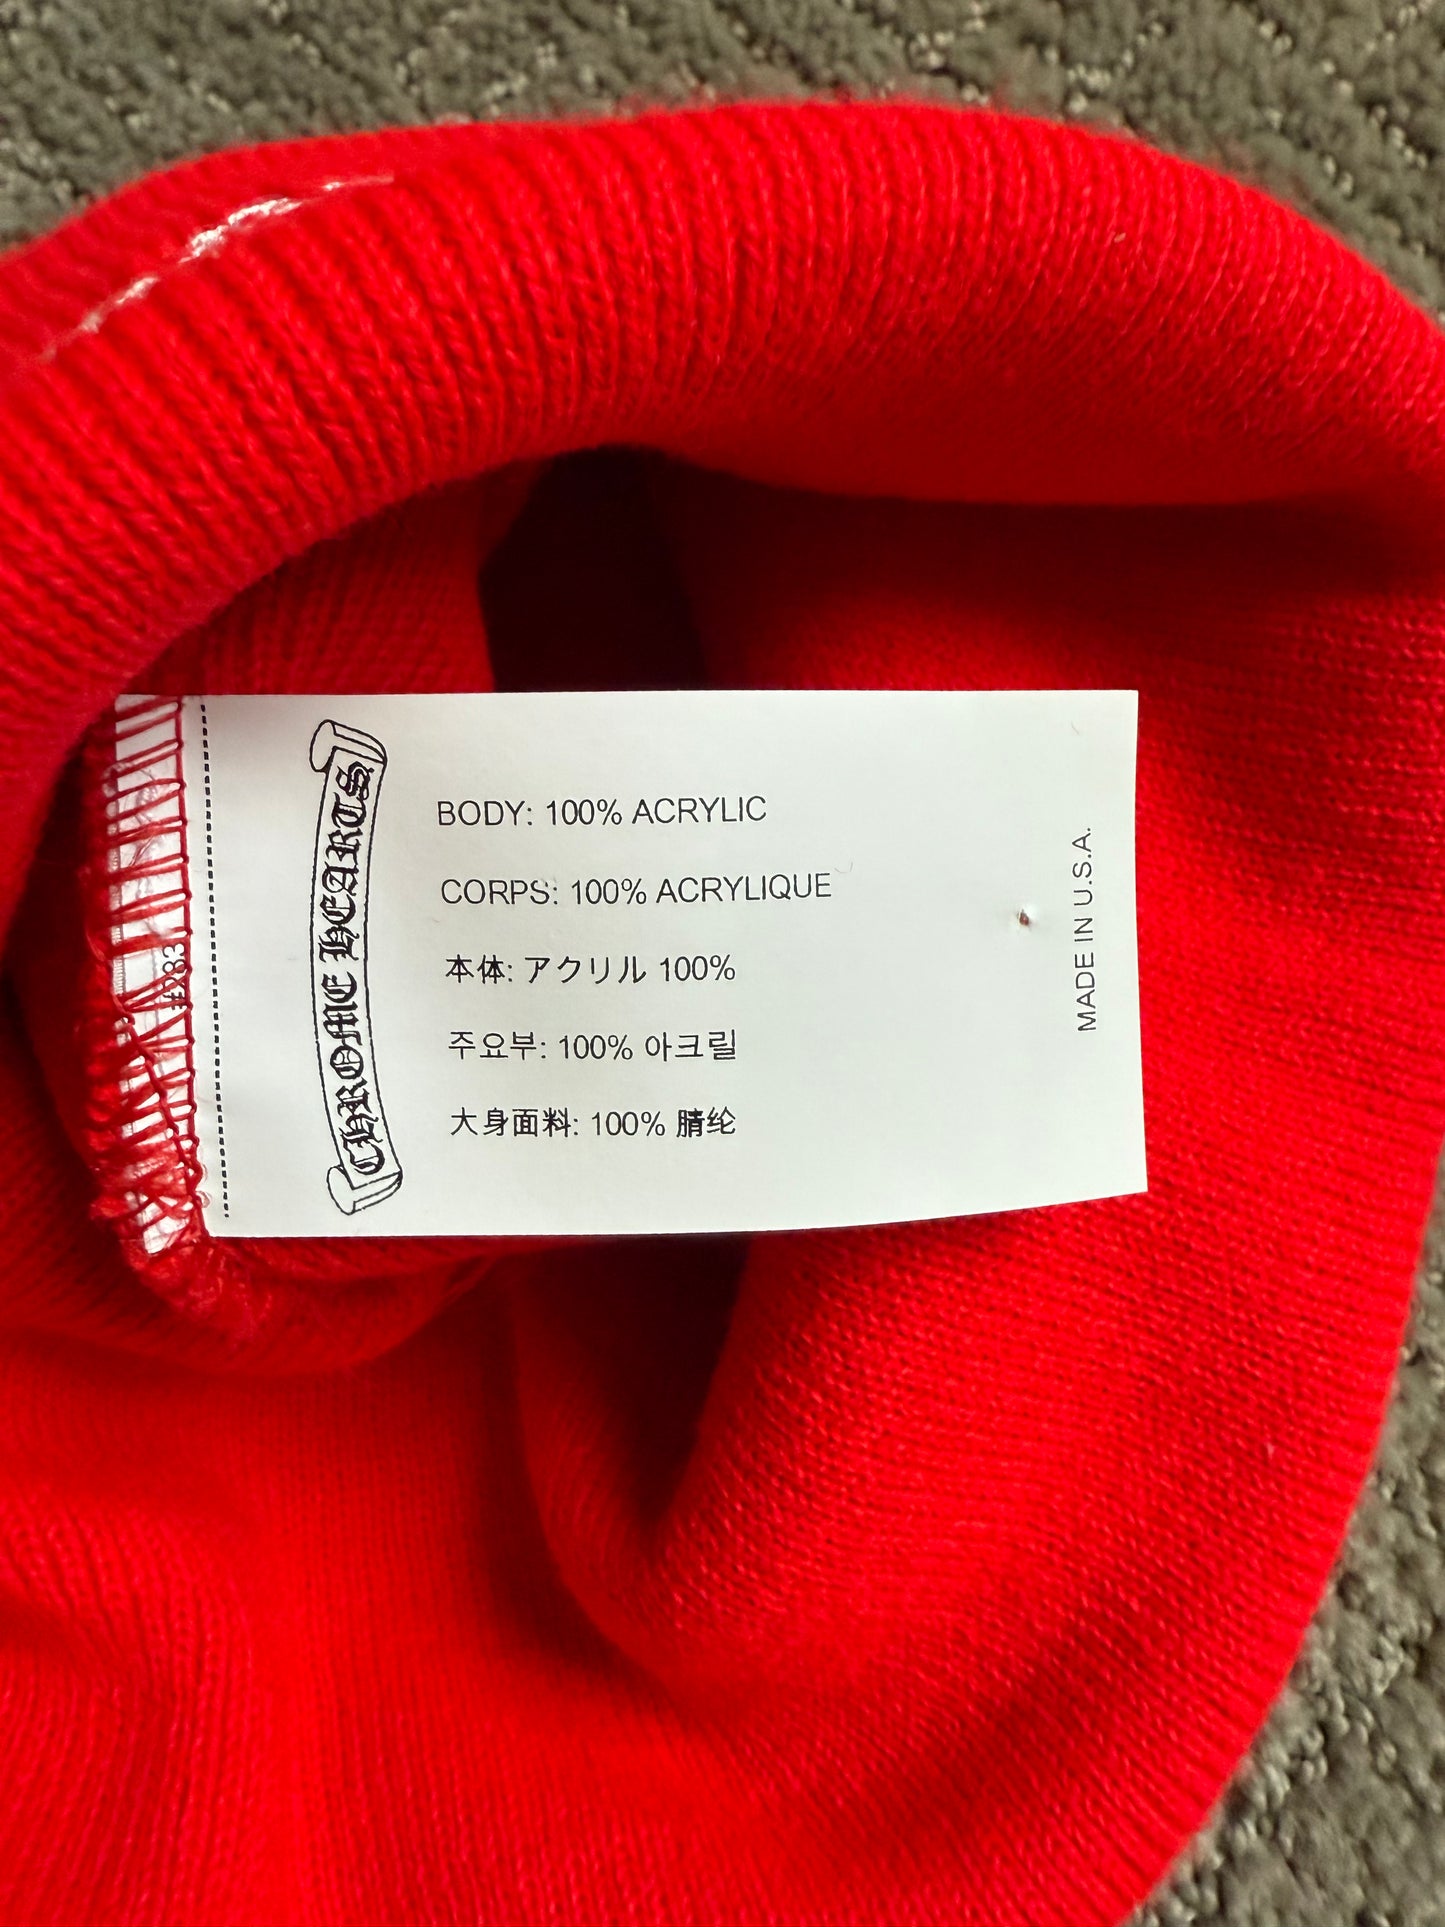 CHROME HEARTS
BODY: 100% ACRYLIC
CORPS: 100% ACRYLIQUE
本体: アクリル 100%
주요부: 100% 아크릴
大身面料: 100% 腈纶
MADE IN U.S.A.
#283